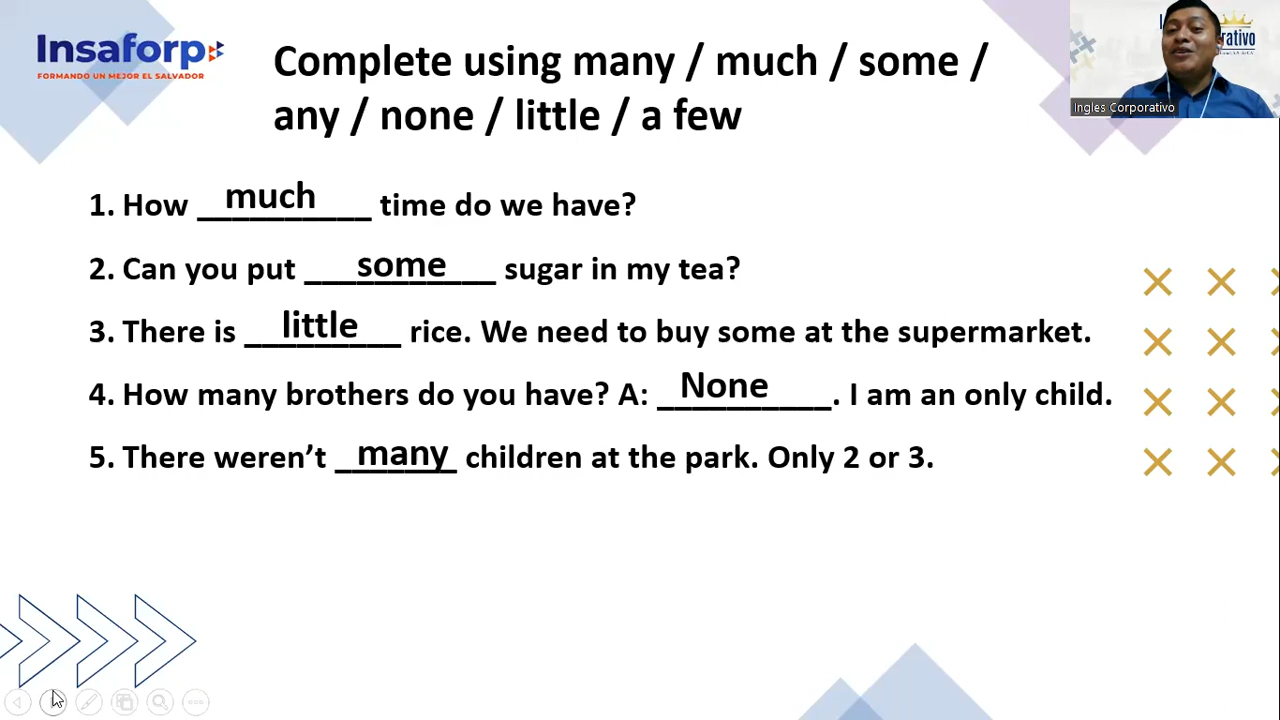 Insaforp
FORMANDO UN MEJOR EL SALVADOR
Complete using many / much / some /
any / none / little / a few
1. How much time do we have?
2. Can you put some sugar in my tea?
3. There is little rice. We need to buy some at the supermarket.
4. How many brothers do you have? A: None. I am an only child.
5. There weren’t many children at the park. Only 2 or 3.
Ingles Corporativo